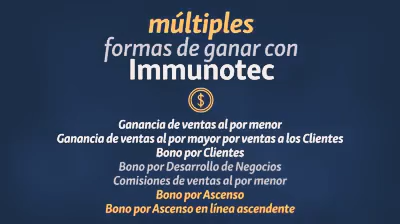 múltiples
formas de ganar con
Immunotec
$
Ganancia de ventas al por menor
Ganancia de ventas al por mayor por ventas a los Clientes
Bono por Clientes
Bono por Desarrollo de Negocios
Comisiones de ventas al por menor
Bono por Ascenso
Bono por Ascenso en línea ascendente